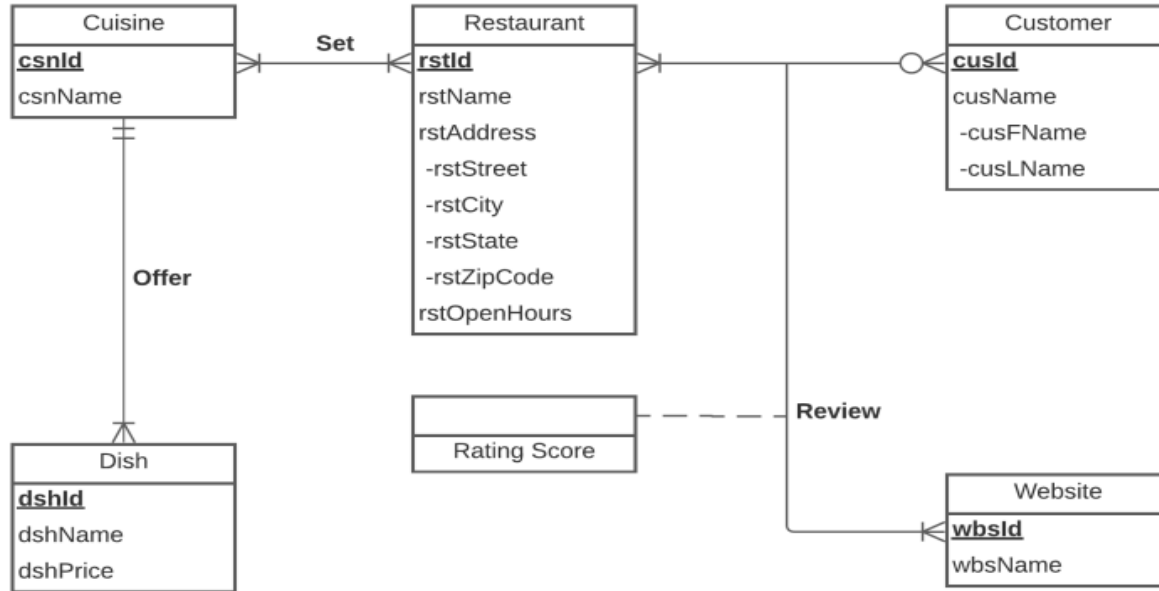 Cuisine
csnId
csnName
Set
Restaurant
rstId
rstName
rstAddress
-rstStreet
-rstCity
-rstState
-rstZipCode
rstOpenHours
Customer
cusId
cusName
-cusFName
-cusLName
Offer
Rating Score
Review
Dish
dshId
dshName
dshPrice
Website
wbsId
wbsName